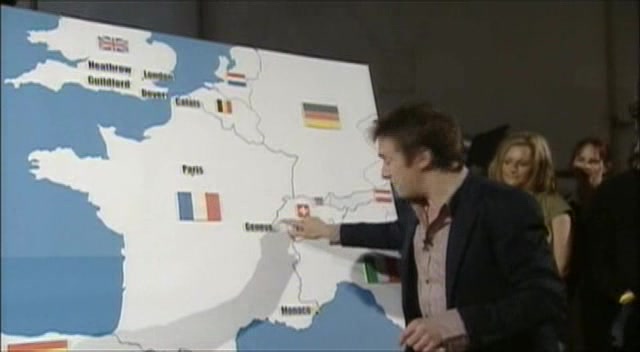 Heathrow
London
Guildford
Dover
Calais
Paris
Geneva
Monaco